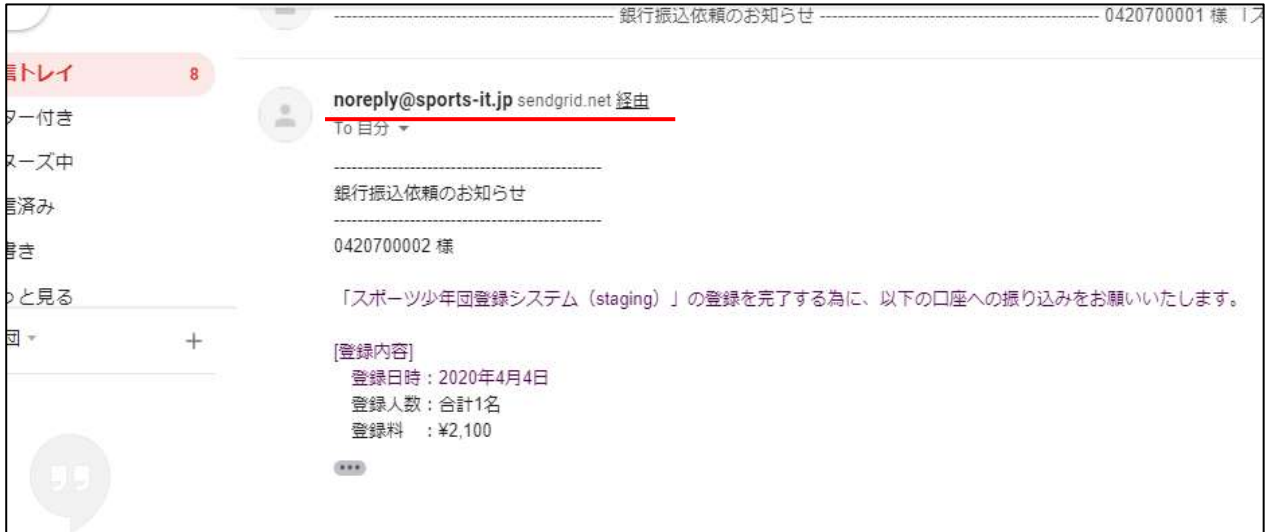 ---------------------------------------------- 銀行振込依頼のお知らせ ---------------------------------------------- 0420700001 様 「ス
信トレイ 8
noreply@sports-it.jp sendgrid.net 経由
ター付き
To 自分
ヌーズ中
----------------------------------------------
銀行振込依頼のお知らせ
信済み
----------------------------------------------
書き
0420700002 様
っと見る
「スポーツ少年団登録システム（staging）」の登録を完了する為に、以下の口座への振り込みをお願いいたします。
団 +
[登録内容]
登録日時：2020年4月4日
登録人数：合計1名
登録料　：¥2,100